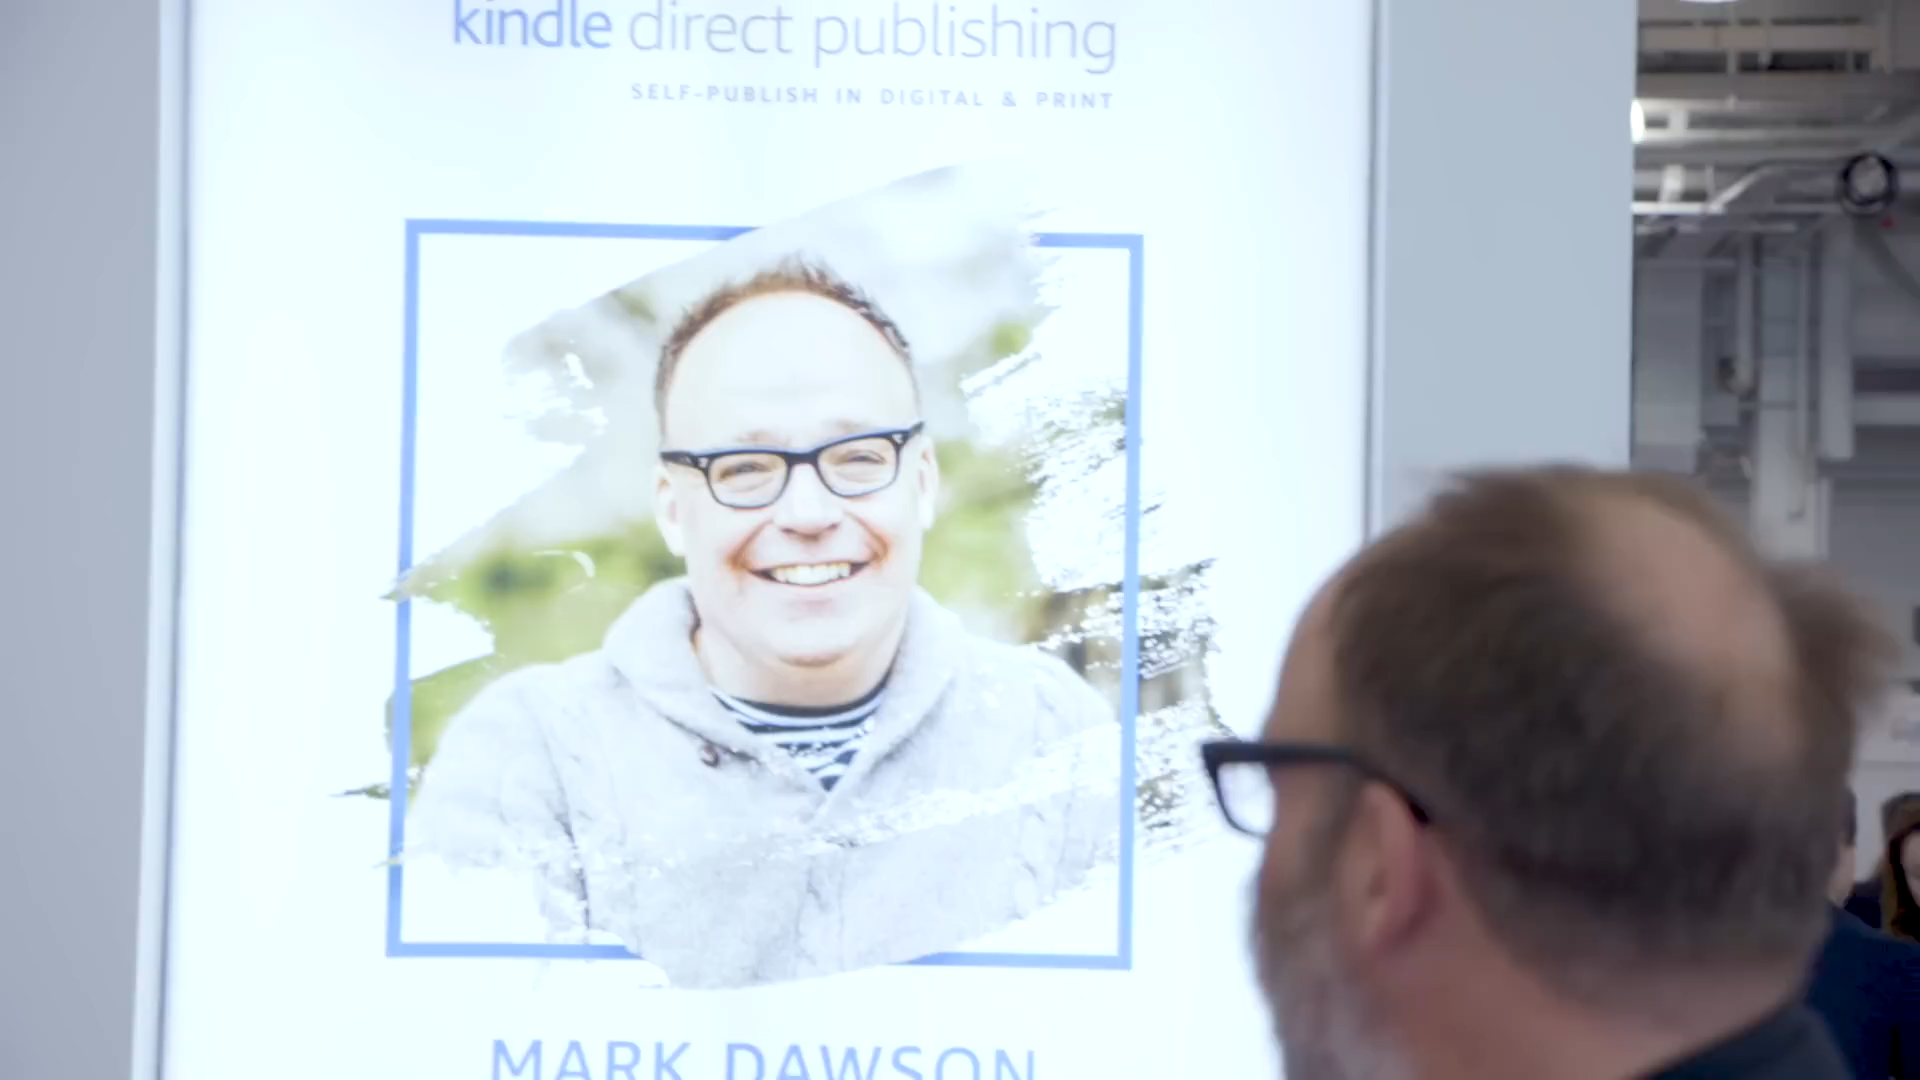 kindle direct publishing
SELF-PUBLISH IN DIGITAL & PRINT
MARK DAWSON